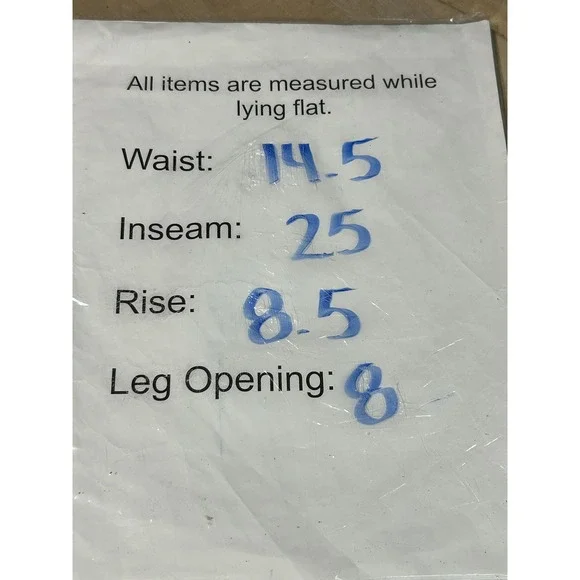 All items are measured while
lying flat.
Waist: 14.5
Inseam: 25
Rise: 8.5
Leg Opening: 8